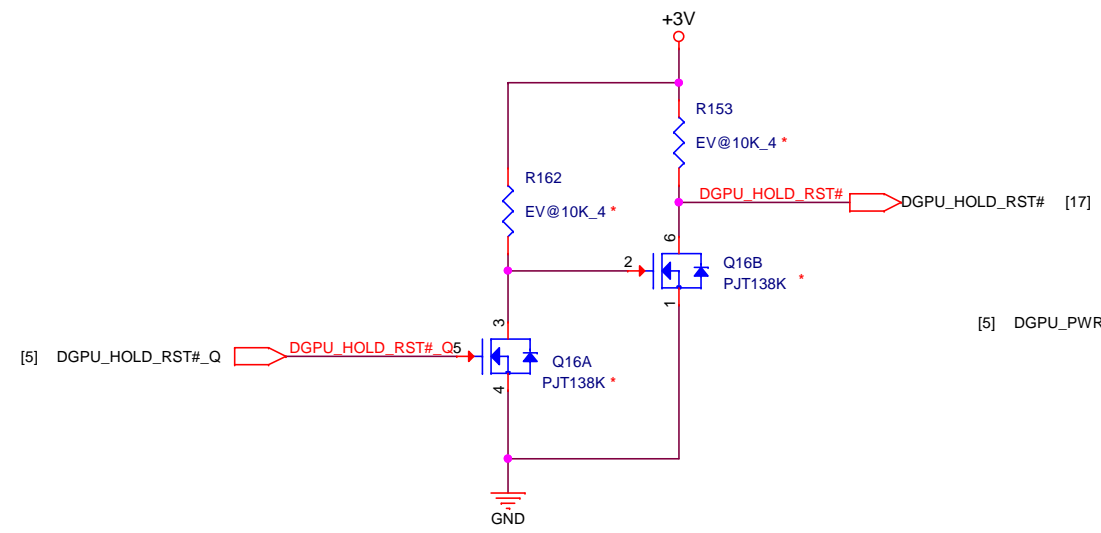 +3V
R153
EV@10K_4 *
R162
EV@10K_4 *
DGPU_HOLD_RST#
DGPU_HOLD_RST# [17]
6
2
Q16B
PJT138K *
1
3
[5] DGPU_PWR
[5] DGPU_HOLD_RST#_Q
DGPU_HOLD_RST#_Q
5
Q16A
PJT138K *
4
GND